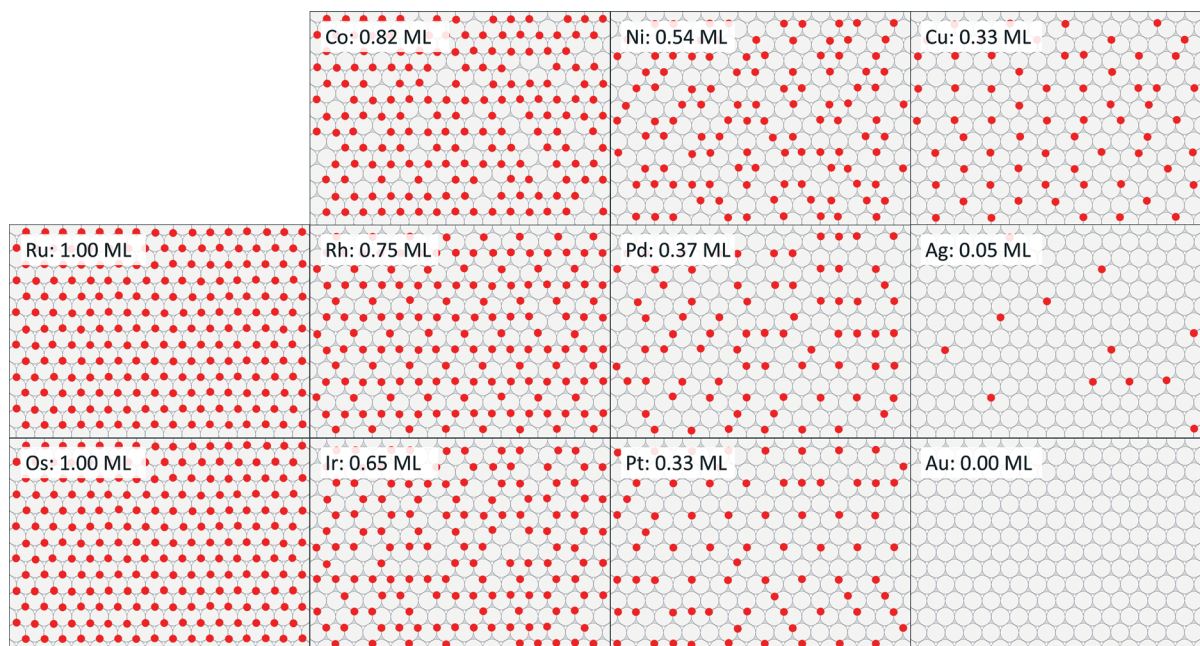 Co: 0.82 ML
Ni: 0.54 ML
Cu: 0.33 ML
Ru: 1.00 ML
Rh: 0.75 ML
Pd: 0.37 ML
Ag: 0.05 ML
Os: 1.00 ML
Ir: 0.65 ML
Pt: 0.33 ML
Au: 0.00 ML